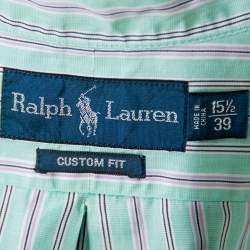 Ralph Lauren
MADE IN CHINA
15½
39
CUSTOM FIT